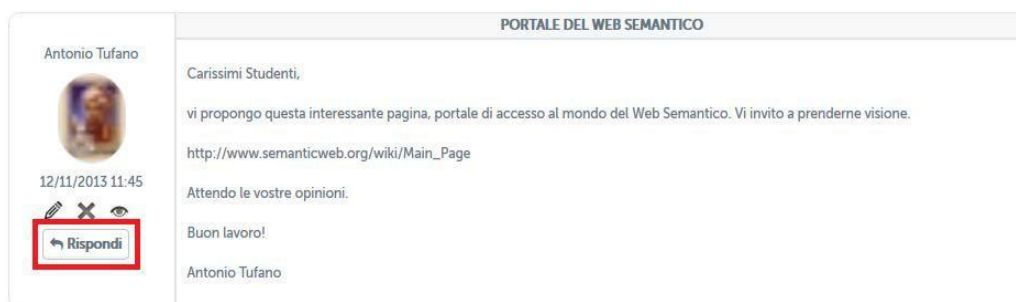 PORTALE DEL WEB SEMANTICO
Antonio Tufano
12/11/2013 11:45
Rispondi
Carissimi Studenti,
vi propongo questa interessante pagina, portale di accesso al mondo del Web Semantico. Vi invito a prenderne visione.
http://www.semanticweb.org/wiki/Main_Page
Attendo le vostre opinioni.
Buon lavoro!
Antonio Tufano